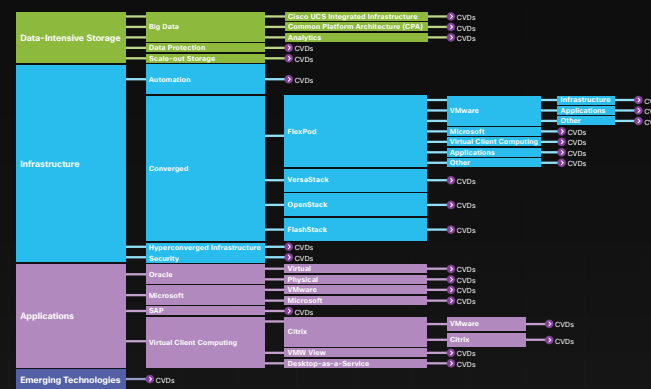 Data-Intensive Storage
Big Data
Cisco UCS Integrated Infrastructure
CVDs
Common Platform Architecture (CPA)
CVDs
Analytics
CVDs
Data Protection
CVDs
Scale-out Storage
CVDs
Infrastructure
Automation
CVDs
Converged
FlexPod
VMware
Infrastructure
CV
Applications
CV
Other
CV
Microsoft
CVDs
Virtual Client Computing
CVDs
Applications
CVDs
Other
CVDs
VersaStack
CVDs
OpenStack
CVDs
FlashStack
CVDs
Hyperconverged Infrastructure
CVDs
Security
CVDs
Applications
Oracle
Virtual
CVDs
Physical
CVDs
Microsoft
VMware
CVDs
Microsoft
CVDs
SAP
CVDs
Virtual Client Computing
Citrix
VMware
CVDs
Citrix
CVDs
VMW View
CVDs
Desktop-as-a-Service
CVDs
Emerging Technologies
CVDs